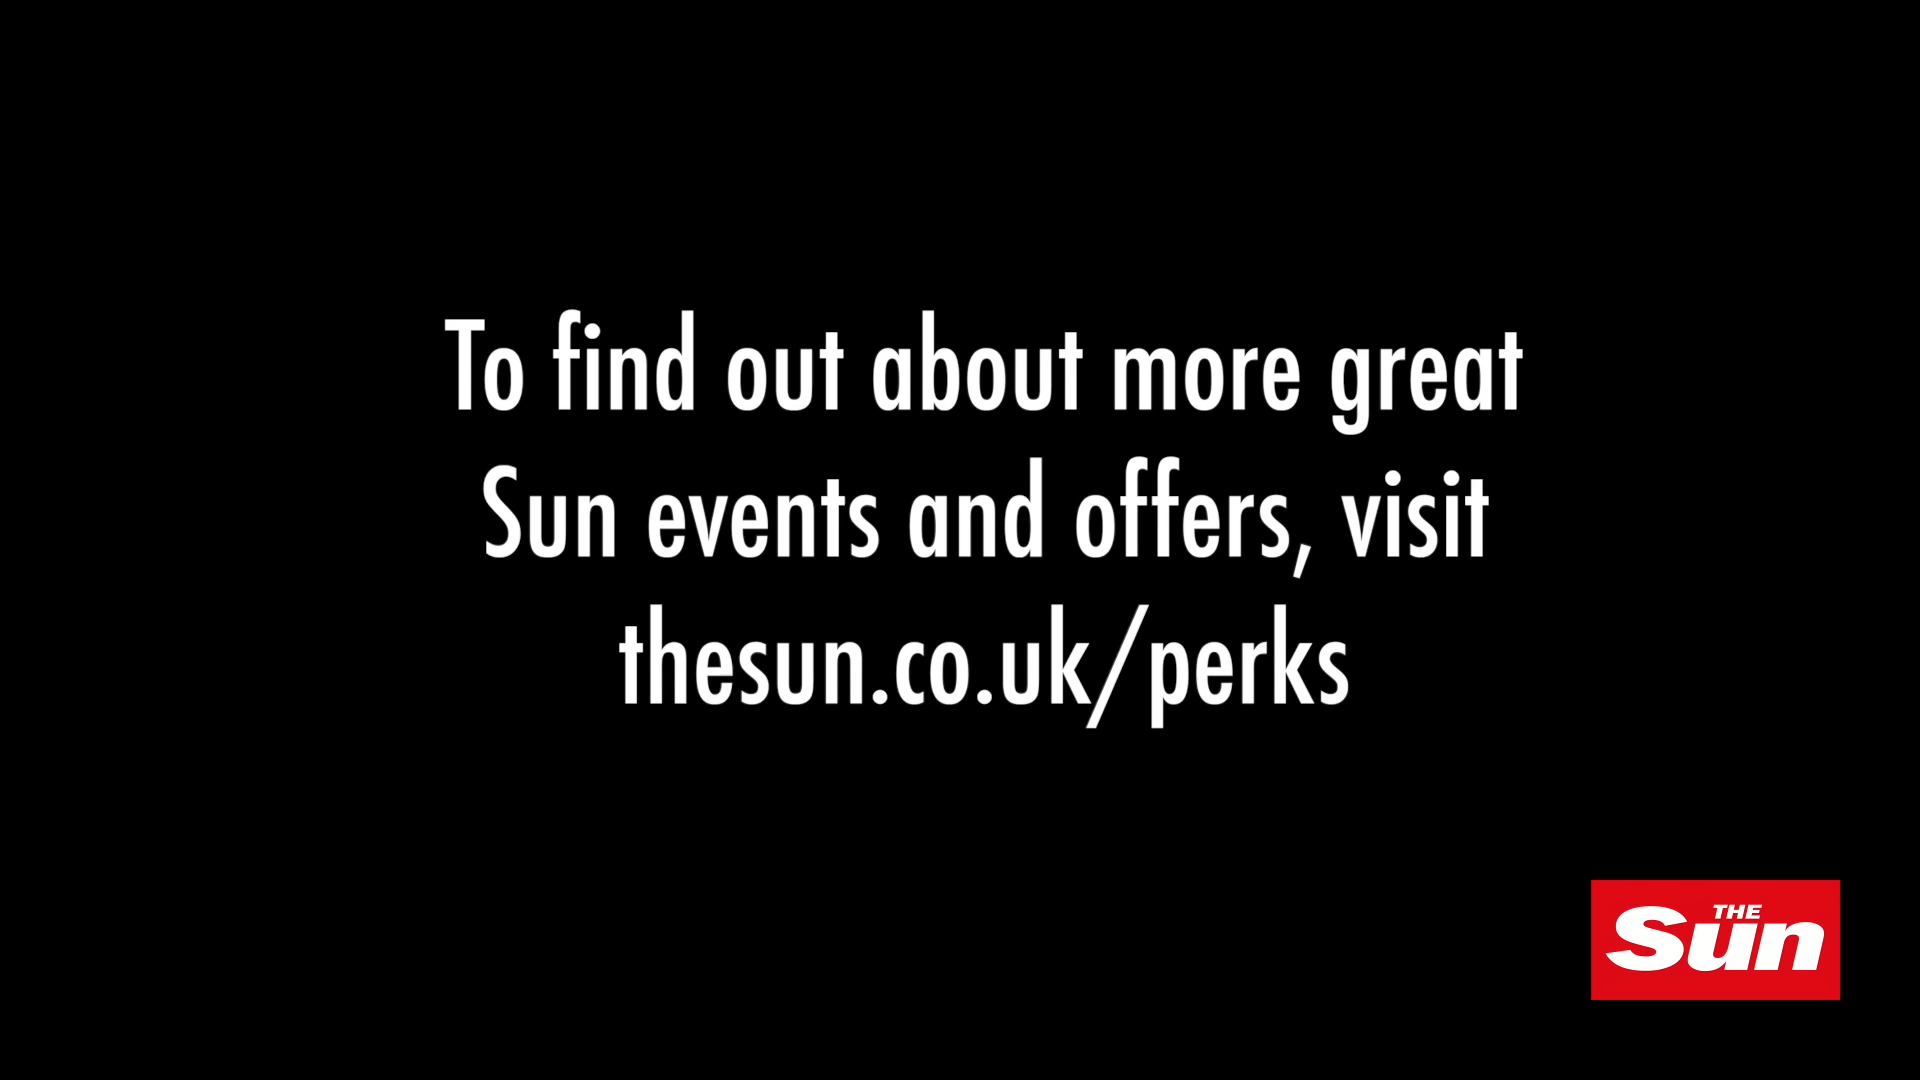 To find out about more great
Sun events and offers, visit
thesun.co.uk/perks
THE
Sun